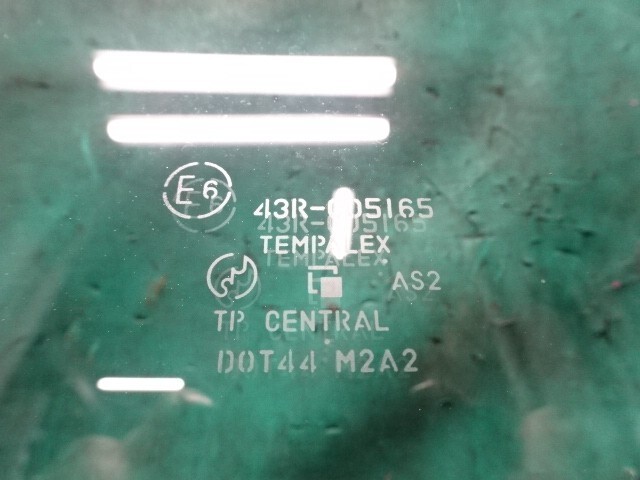 E6 43R-005165
TEMPALEX
AS2
TP CENTRAL
DOT44 M2A2